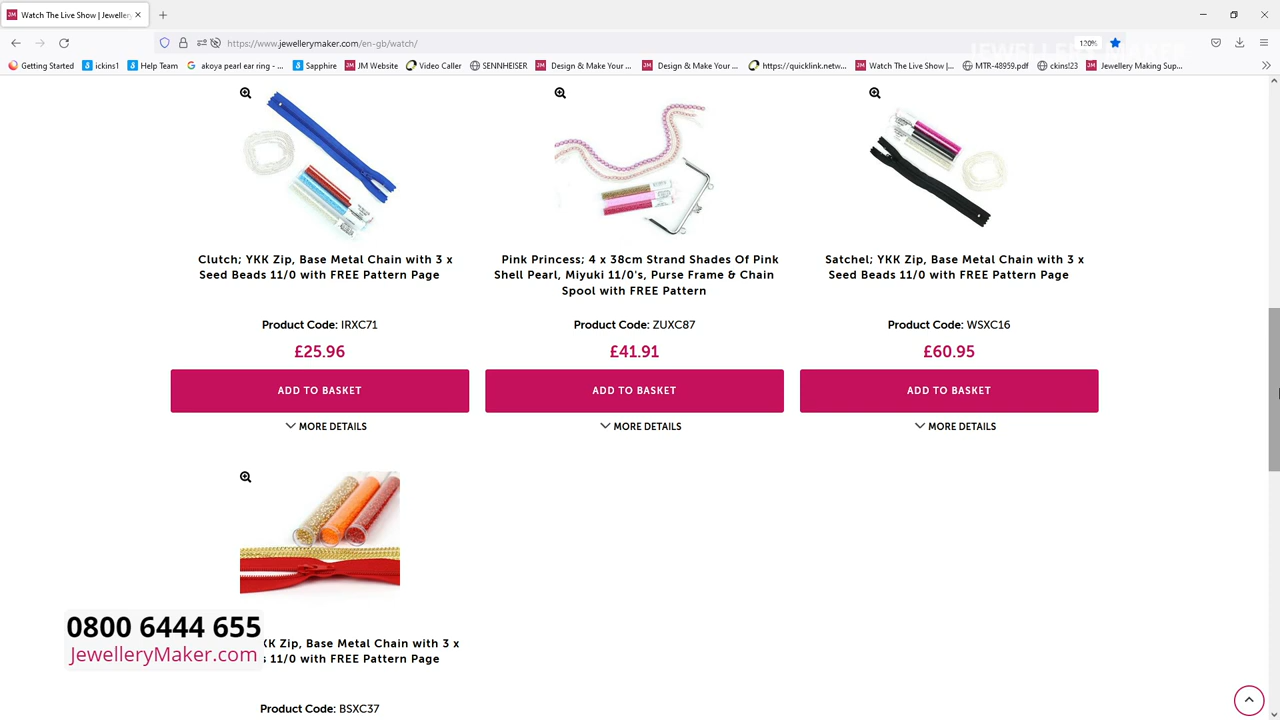 Watch The Live Show | Jeweller
https://www.jewellerymaker.com/en-gb/watch/
120%
JEWELLERYMAKER
Getting Started
ickins1
Help Team
akoya pearl ear ring - ...
Sapphire
JM Website
Video Caller
SENNHEISER
Design & Make Your ...
Design & Make Your ...
https://quicklink.netw...
Watch The Live Show |...
MTR-48959.pdf
ckins!23
Jewellery Making Sup...
Clutch; YKK Zip, Base Metal Chain with 3 x
Seed Beads 11/0 with FREE Pattern Page
Product Code: IRXC71
£25.96
ADD TO BASKET
MORE DETAILS
Pink Princess; 4 x 38cm Strand Shades Of Pink
Shell Pearl, Miyuki 11/0's, Purse Frame & Chain
Spool with FREE Pattern
Product Code: ZUXC87
£41.91
ADD TO BASKET
MORE DETAILS
Satchel; YKK Zip, Base Metal Chain with 3 x
Seed Beads 11/0 with FREE Pattern Page
Product Code: WSXC16
£60.95
ADD TO BASKET
MORE DETAILS
0800 6444 655
JewelleryMaker.com
Zip, Base Metal Chain with 3 x
11/0 with FREE Pattern Page
Product Code: BSXC37